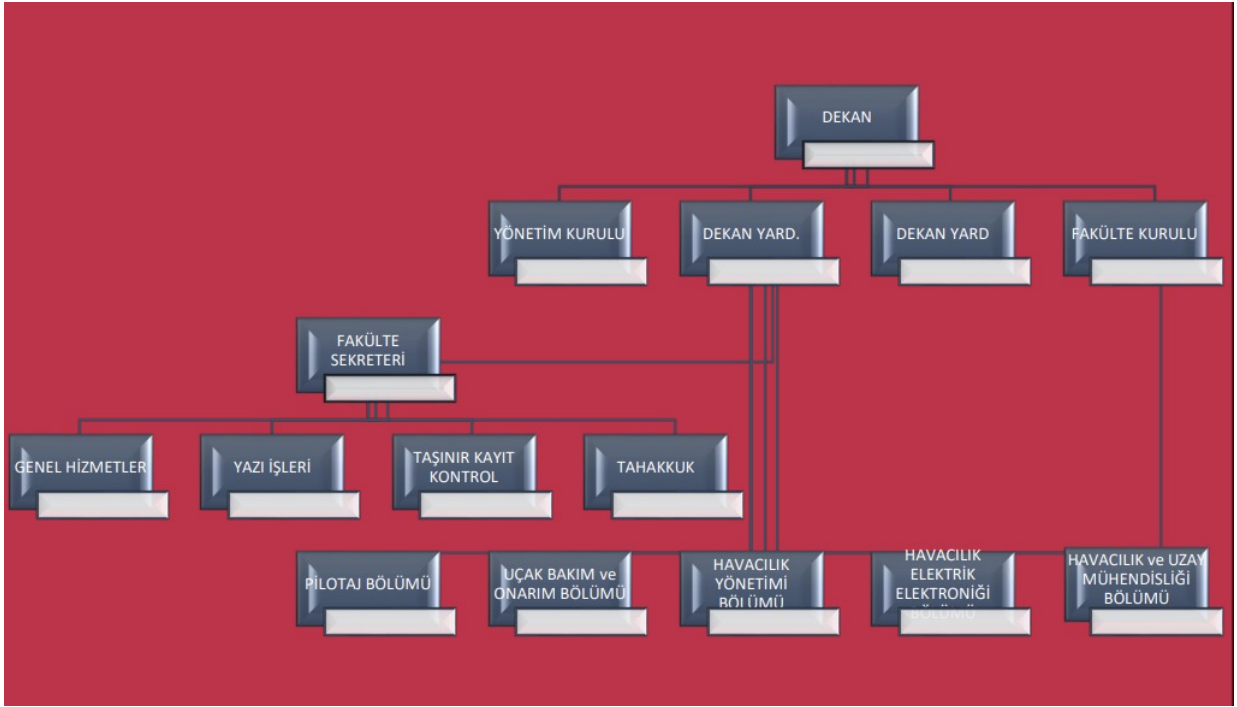 DEKAN
YÖNETİM KURULU
DEKAN YARD.
DEKAN YARD
FAKÜLTE KURULU
FAKÜLTE
SEKRETERİ
GENEL HİZMETLER
YAZI İŞLERİ
TAŞINIR KAYIT
KONTROL
TAHAKKUK
PİLOTAJ BÖLÜMÜ
UÇAK BAKIM ve
ONARIM BÖLÜMÜ
HAVACILIK
YÖNETİMİ
BÖLÜMÜ
HAVACILIK
ELEKTRİK
ELEKTRONİĞİ
BÖLÜMÜ
HAVACILIK ve UZAY
MÜHENDİSLİĞİ
BÖLÜMÜ